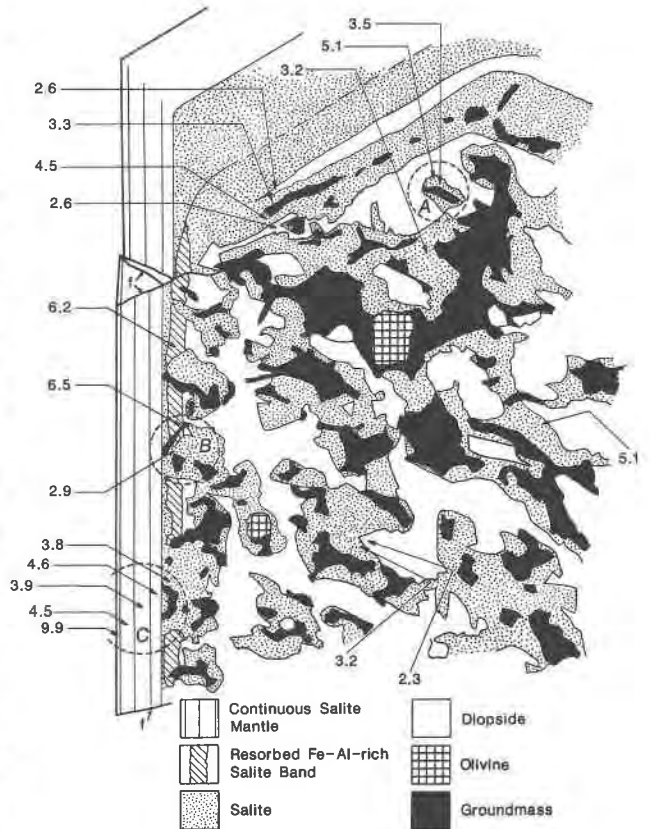 3.5
5.1
3.2
2.6
3.3
4.5
2.6
A
f
6.2
6.5
B
5.1
2.9
3.8
4.6
3.9
4.5
9.9
C
3.2
2.3
f
Continuous Salite
Mantle
Diopside
Resorbed Fe-Al-rich
Salite Band
Olivine
Salite
Groundmass